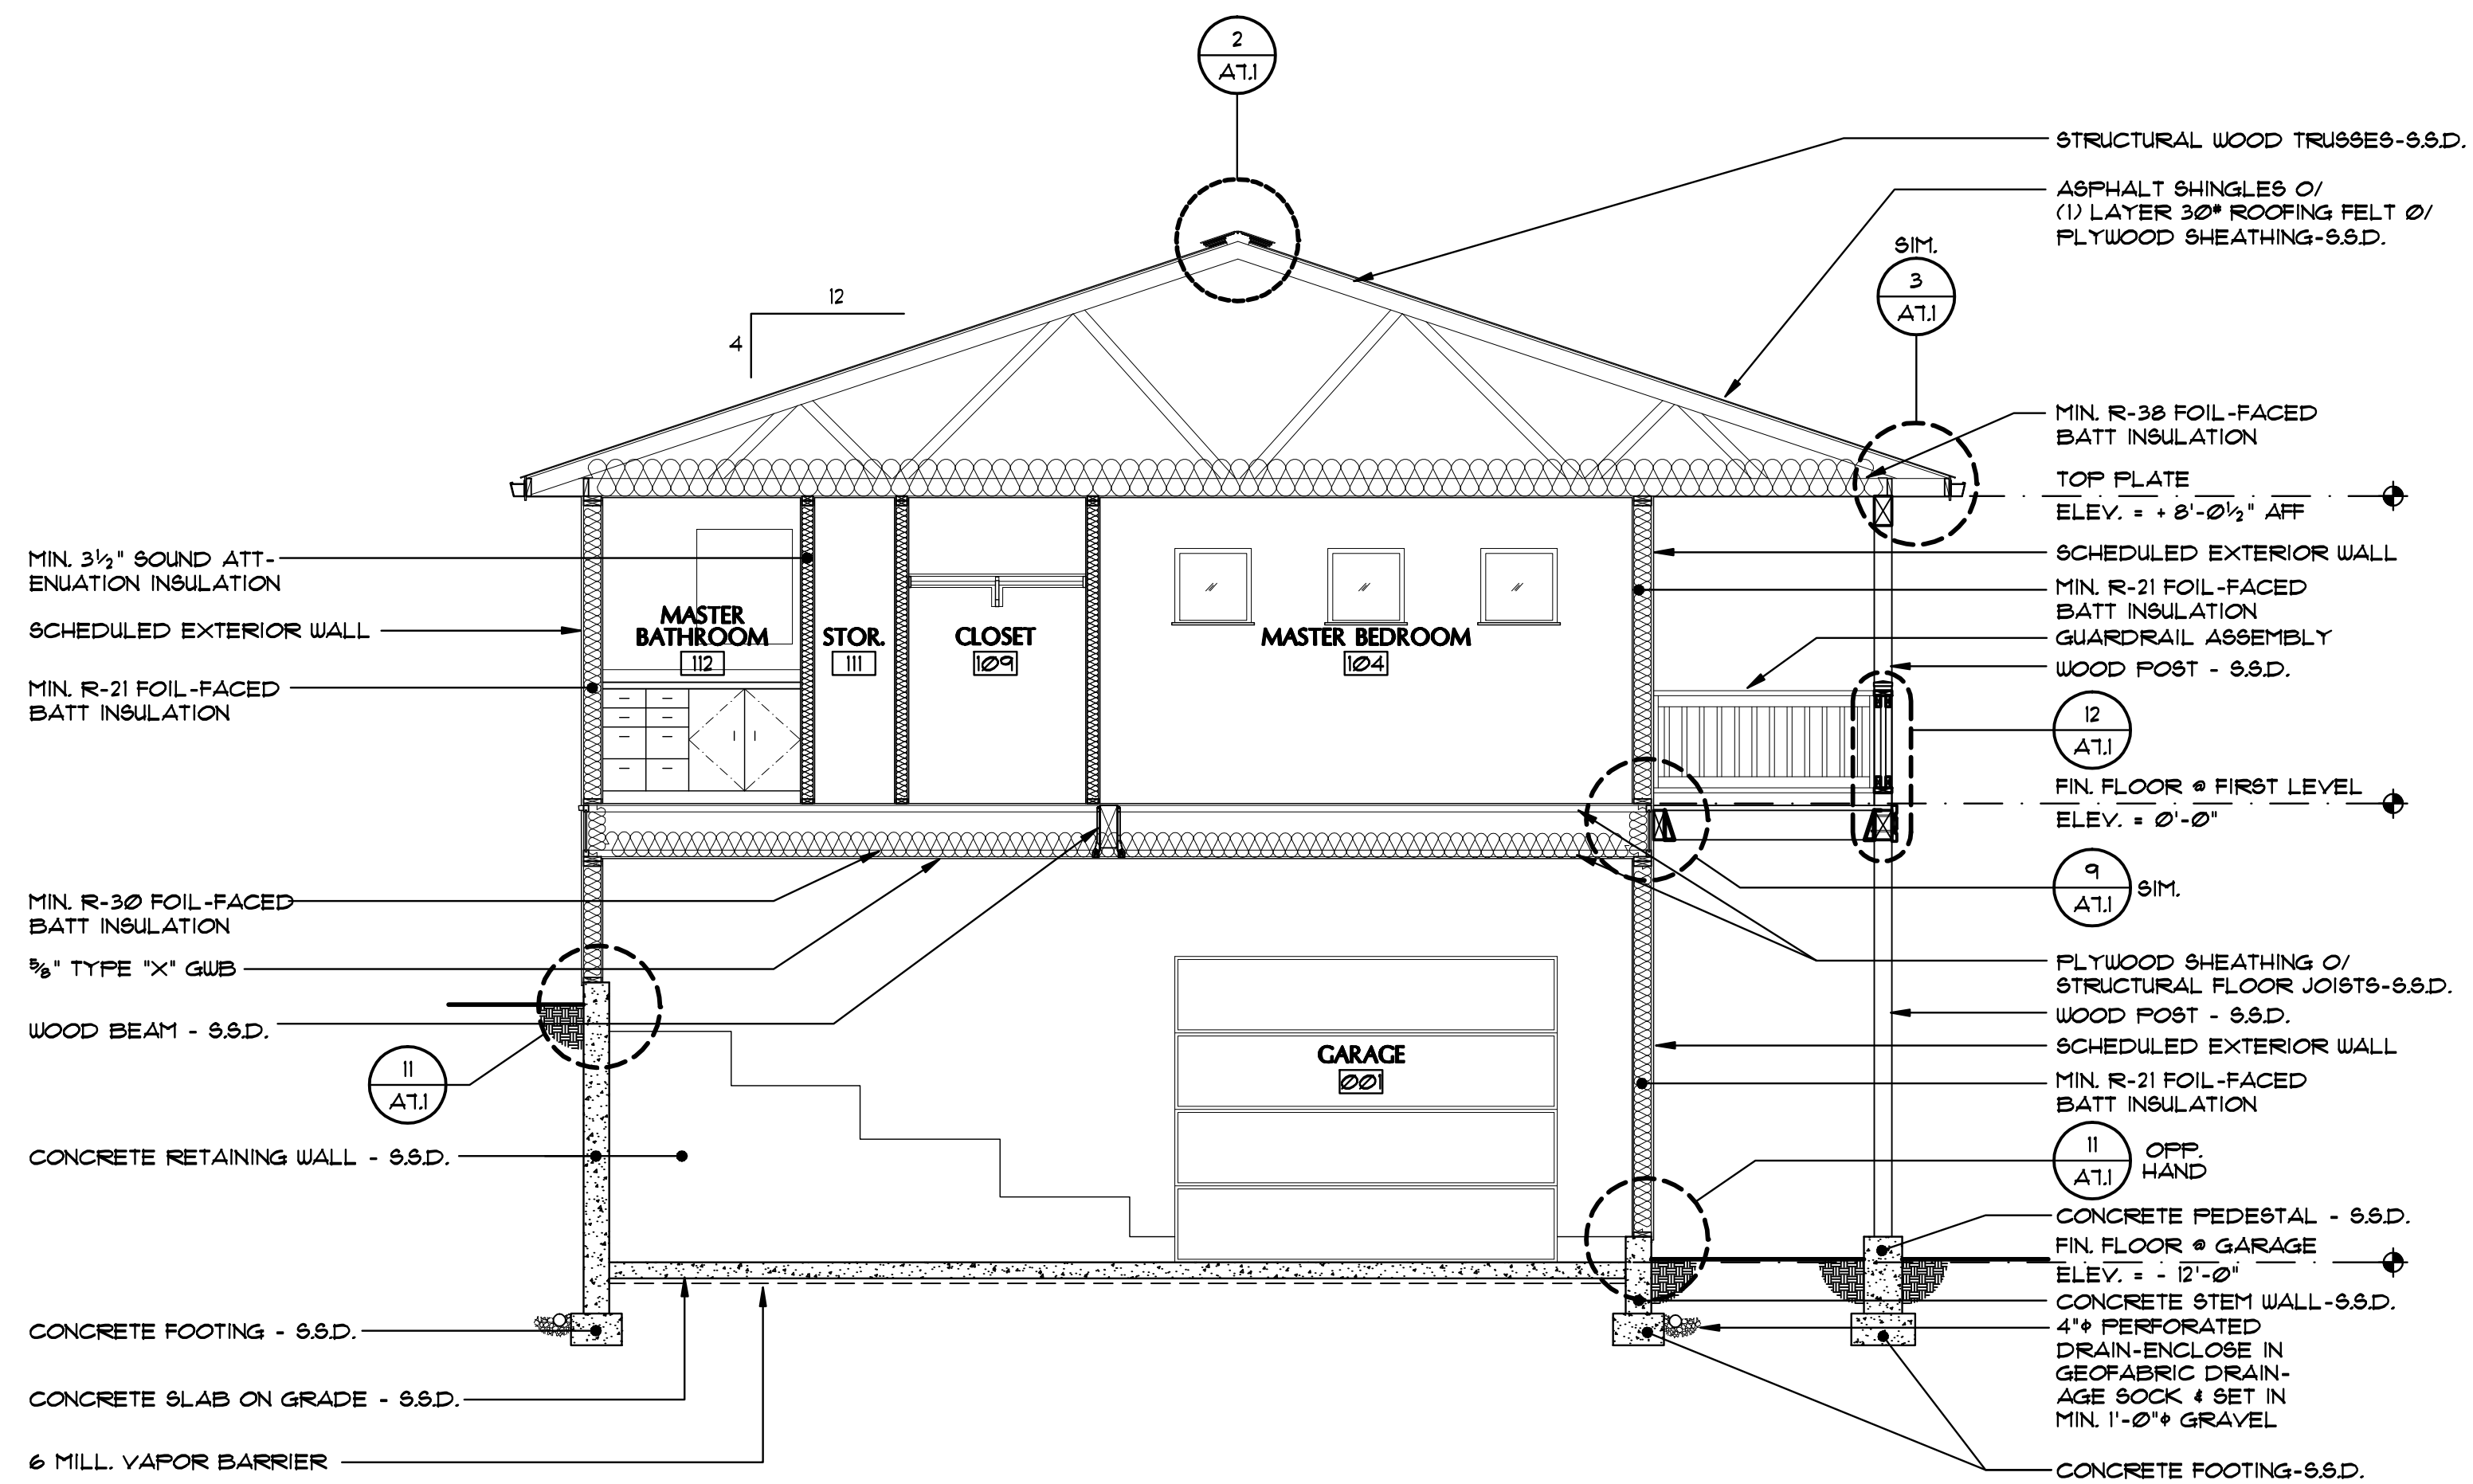 2
A7.1
STRUCTURAL WOOD TRUSSES-S.S.D.
ASPHALT SHINGLES O/
(1) LAYER 30# ROOFING FELT O/
PLYWOOD SHEATHING-S.S.D.
SIM.
3
A7.1
12
4
MIN. R-38 FOIL-FACED
BATT INSULATION
TOP PLATE
ELEV. = + 8'-0½" AFF
MIN. 3½" SOUND ATT-
ENUATION INSULATION
SCHEDULED EXTERIOR WALL
MIN. R-21 FOIL-FACED
BATT INSULATION
MASTER
BATHROOM
112
STOR.
111
CLOSET
109
MASTER BEDROOM
104
SCHEDULED EXTERIOR WALL
MIN. R-21 FOIL-FACED
BATT INSULATION
GUARDRAIL ASSEMBLY
WOOD POST - S.S.D.
12
A7.1
FIN. FLOOR @ FIRST LEVEL
ELEV. = 0'-0"
9
A7.1
SIM.
MIN. R-30 FOIL-FACED
BATT INSULATION
⅝" TYPE "X" GWB
WOOD BEAM - S.S.D.
11
A7.1
CONCRETE RETAINING WALL - S.S.D.
GARAGE
001
PLYWOOD SHEATHING O/
STRUCTURAL FLOOR JOISTS-S.S.D.
WOOD POST - S.S.D.
SCHEDULED EXTERIOR WALL
MIN. R-21 FOIL-FACED
BATT INSULATION
11
A7.1
OPP.
HAND
CONCRETE PEDESTAL - S.S.D.
FIN. FLOOR @ GARAGE
ELEV. = - 12'-0"
CONCRETE STEM WALL-S.S.D.
4"ϕ PERFORATED
DRAIN-ENCLOSE IN
GEOFABRIC DRAIN-
AGE SOCK & SET IN
MIN. 1'-0"ϕ GRAVEL
CONCRETE FOOTING-S.S.D.
CONCRETE FOOTING - S.S.D.
CONCRETE SLAB ON GRADE - S.S.D.
6 MILL. VAPOR BARRIER